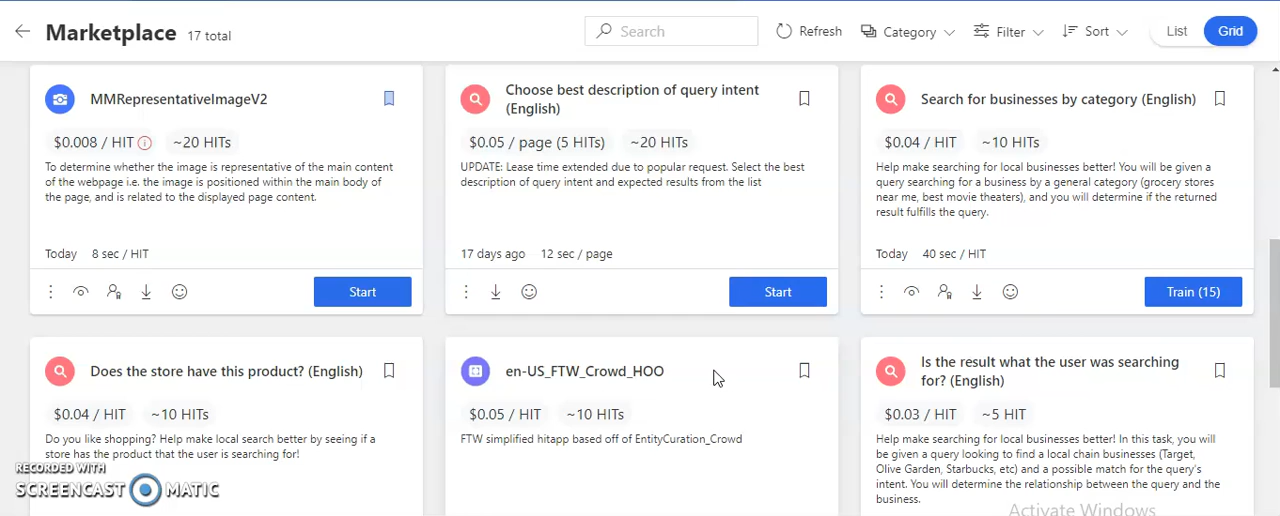 Marketplace 17 total
Search
Refresh
Category
Filter
Sort
List
Grid
MMRepresentativeImageV2
$0.008 / HIT ~20 HITs
To determine whether the image is representative of the main content
of the webpage i.e. the image is positioned within the main body of
the page, and is related to the displayed page content.
Today 8 sec / HIT
Start
Choose best description of query intent
(English)
$0.05 / page (5 HITs) ~20 HITs
UPDATE: Lease time extended due to popular request. Select the best
description of query intent and expected results from the list
17 days ago 12 sec / page
Start
Search for businesses by category (English)
$0.04 / HIT ~10 HITs
Help make searching for local businesses better! You will be given a
query searching for a business by a general category (grocery stores
near me, best movie theaters), and you will determine if the returned
result fulfills the query.
Today 40 sec / HIT
Train (15)
Does the store have this product? (English)
$0.04 / HIT ~10 HITs
Do you like shopping? Help make local search better by seeing if a
store has the product that the user is searching for!
en-US_FTW_Crowd_HOO
$0.05 / HIT ~10 HITs
FTW simplified hitapp based off of EntityCuration_Crowd
Is the result what the user was searching
for? (English)
$0.03 / HIT ~5 HIT
Help make searching for local businesses better! In this task, you will
be given a query looking to find a local chain businesses (Target,
Olive Garden, Starbucks, etc) and a possible match for the query's
intent. You will determine the relationship between the query and the
business.
RECORDED WITH
SCREENCAST MATIC
Activate Windows